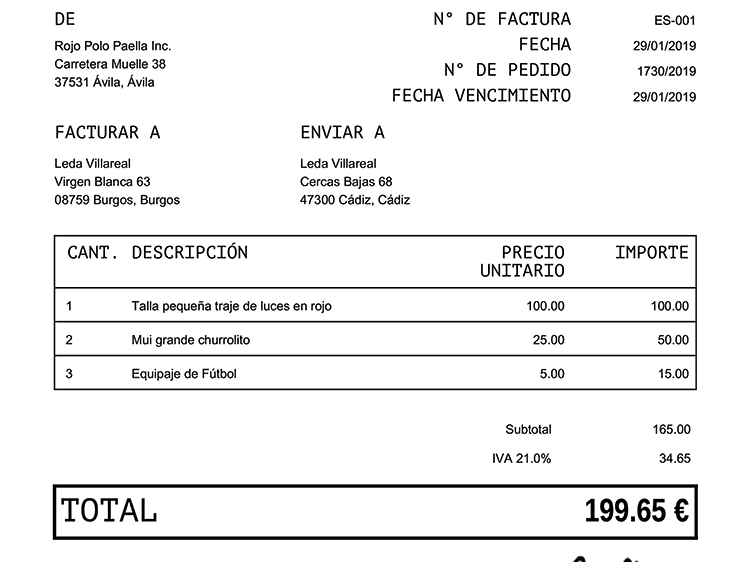 DE
Rojo Polo Paella Inc.
Carretera Muelle 38
37531 Ávila, Ávila
N° DE FACTURA ES-001
FECHA 29/01/2019
N° DE PEDIDO 1730/2019
FECHA VENCIMIENTO 29/01/2019
FACTURAR A
Leda Villareal
Virgen Blanca 63
08759 Burgos, Burgos
ENVIAR A
Leda Villareal
Cercas Bajas 68
47300 Cádiz, Cádiz
CANT. DESCRIPCIÓN PRECIO UNITARIO IMPORTE
1 Talla pequeña traje de luces en rojo 100.00 100.00
2 Mui grande churrolito 25.00 50.00
3 Equipaje de Fútbol 5.00 15.00
Subtotal 165.00
IVA 21.0% 34.65
TOTAL 199.65 €